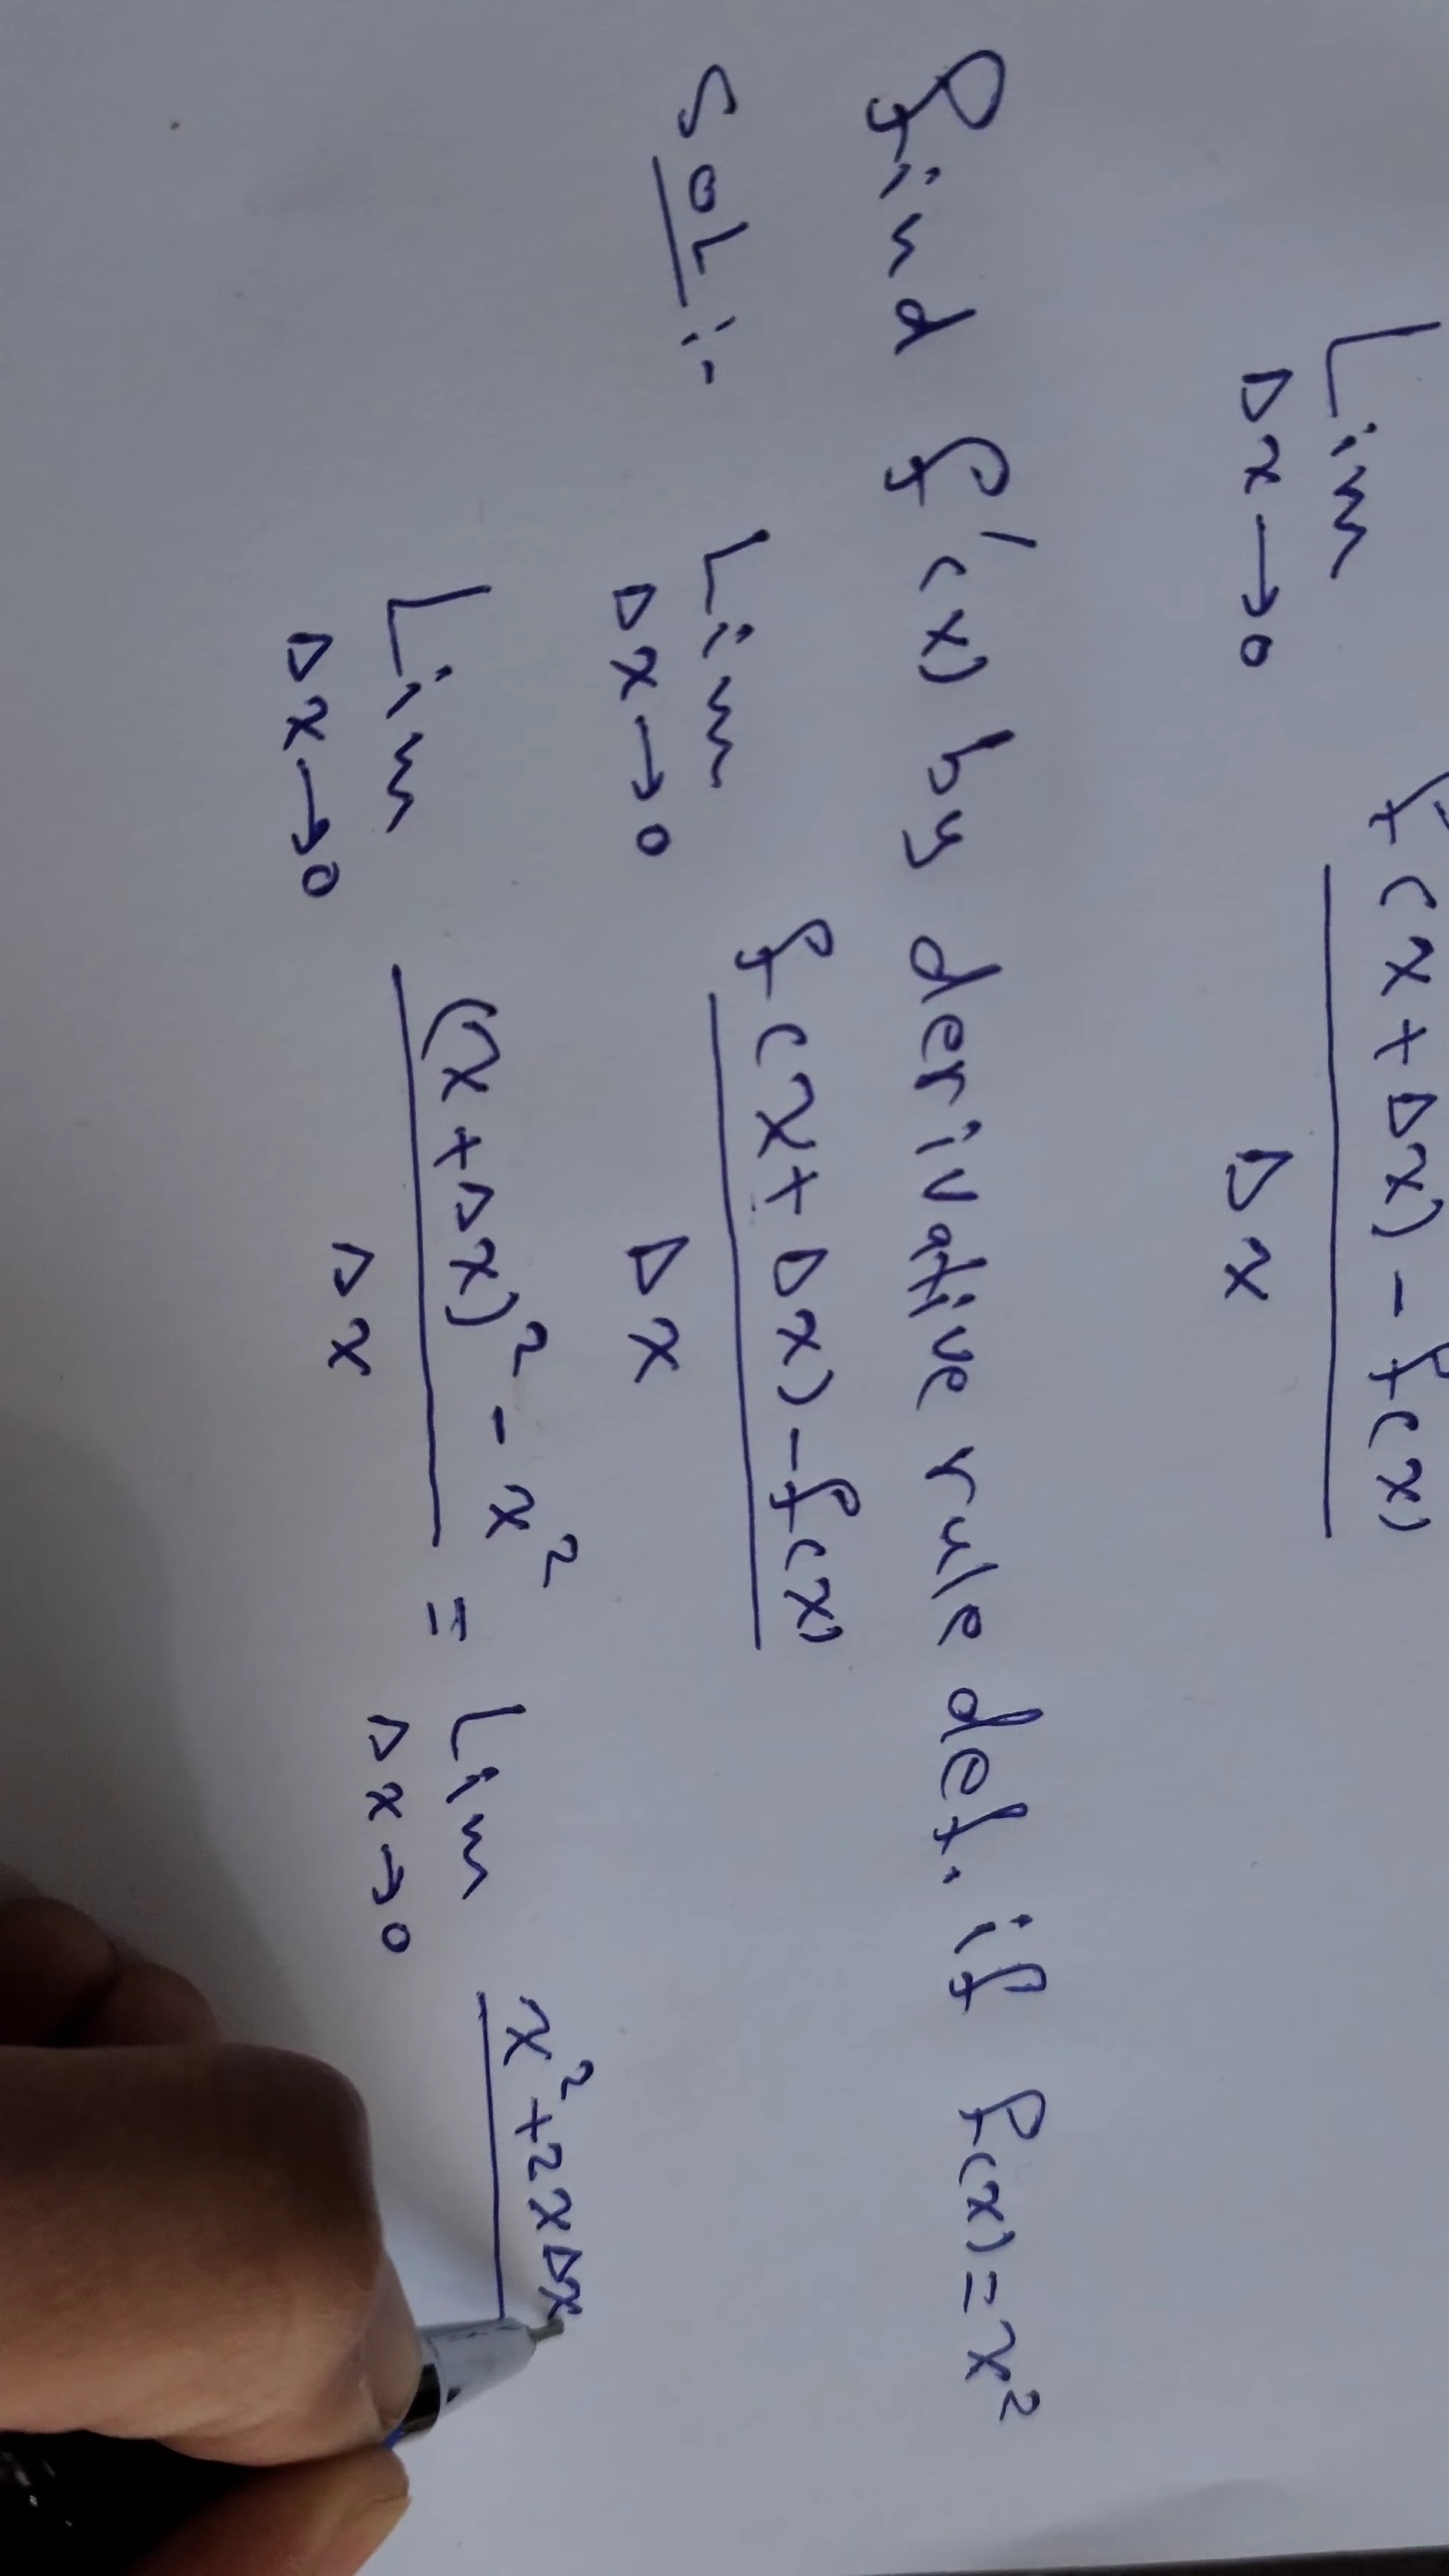 Lim f(x+Δx)-f(x)
Δx→0 Δx
find f'(x) by derivative rule def. if f(x)=x²
Sol:- Lim f(x+Δx)-f(x)
Δx→0 Δx
Lim (x+Δx)²-x² = Lim x²+2xΔx
Δx→0 Δx Δx→0